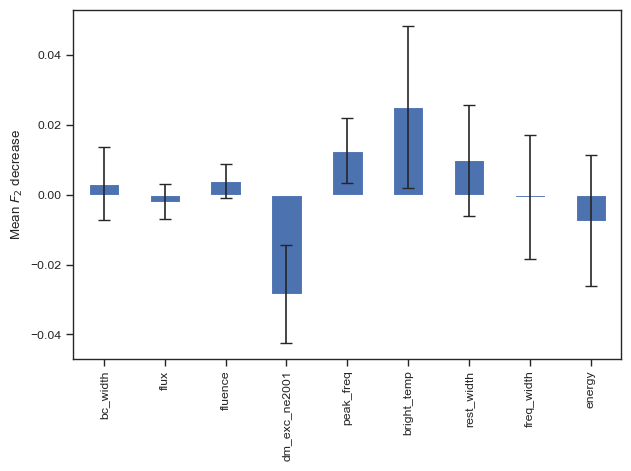 Mean F₂ decrease
0.04
0.02
0.00
−0.02
−0.04
bc_width
flux
fluence
dm_exc_ne2001
peak_freq
bright_temp
rest_width
freq_width
energy